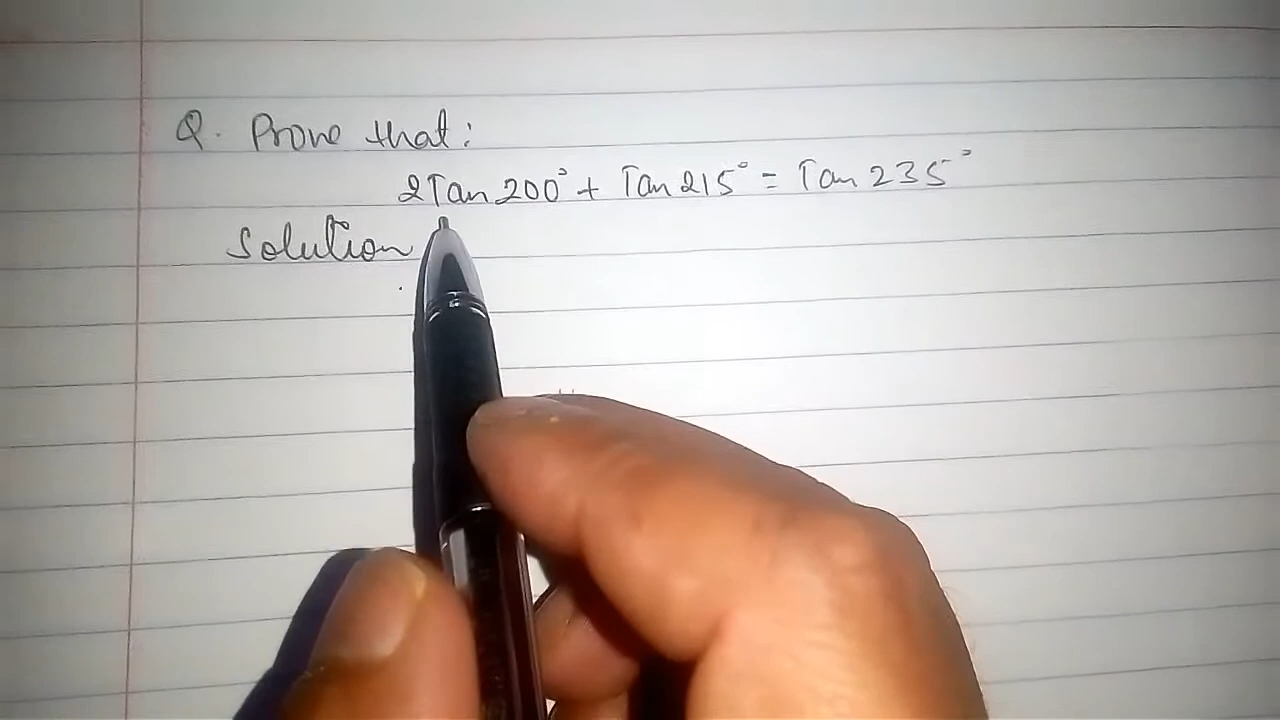 Q. Prove that:
2Tan 200° + Tan 215° = Tan 235°
Solution